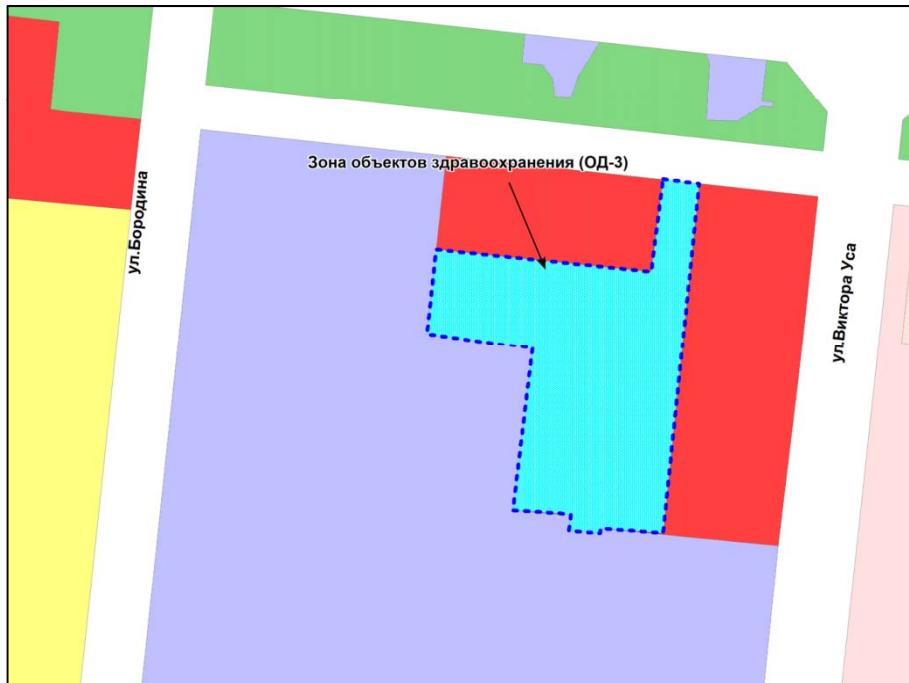 Зона объектов здравоохранения (ОД-3)
ул.Бородина
ул.Виктора Уса